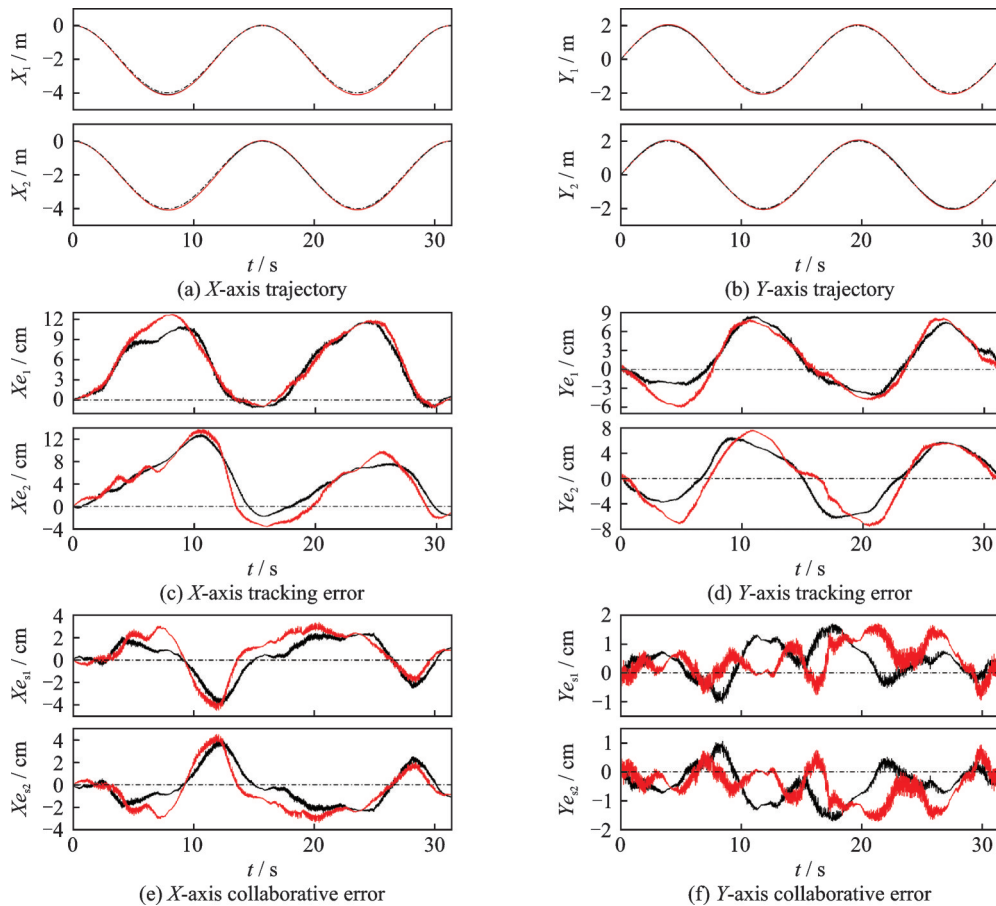 0
−2
−4
X1 / m
0
−2
−4
X2 / m
0 10 20 30
t / s
(a) X-axis trajectory
2
0
−2
Y1 / m
2
0
−2
Y2 / m
0 10 20 30
t / s
(b) Y-axis trajectory
12
9
6
3
0
Xe1 / cm
12
8
4
0
−4
Xe2 / cm
0 10 20 30
t / s
(c) X-axis tracking error
9
6
3
0
−3
−6
Ye1 / cm
8
4
0
−4
−8
Ye2 / cm
0 10 20 30
t / s
(d) Y-axis tracking error
4
2
0
−2
−4
Xes1 / cm
4
2
0
−2
−4
Xes2 / cm
0 10 20 30
t / s
(e) X-axis collaborative error
2
1
0
1
Yes1 / cm
1
0
−1
−2
Yes2 / cm
0 10 20 30
t / s
(f) Y-axis collaborative error